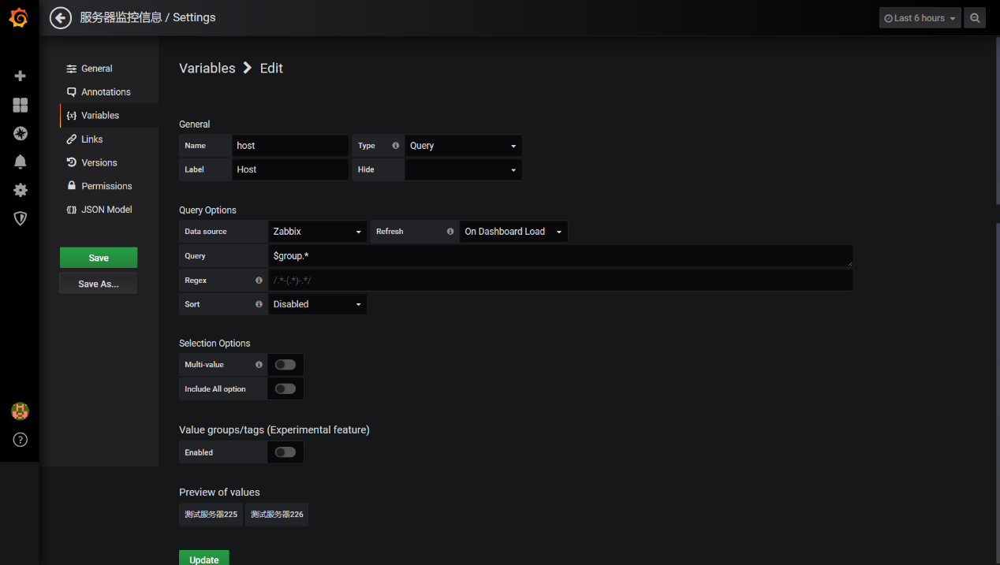 服务器监控信息 / Settings
Last 6 hours
General
Annotations
Variables
Links
Versions
Permissions
JSON Model
Save
Save As...
Variables > Edit
General
Name host Type Query
Label Host Hide
Query Options
Data source Zabbix Refresh On Dashboard Load
Query $group.*
Regex /.*-(.*)-.*/
Sort Disabled
Selection Options
Multi-value
Include All option
Value groups/tags (Experimental feature)
Enabled
Preview of values
测试服务器225 测试服务器226
Update